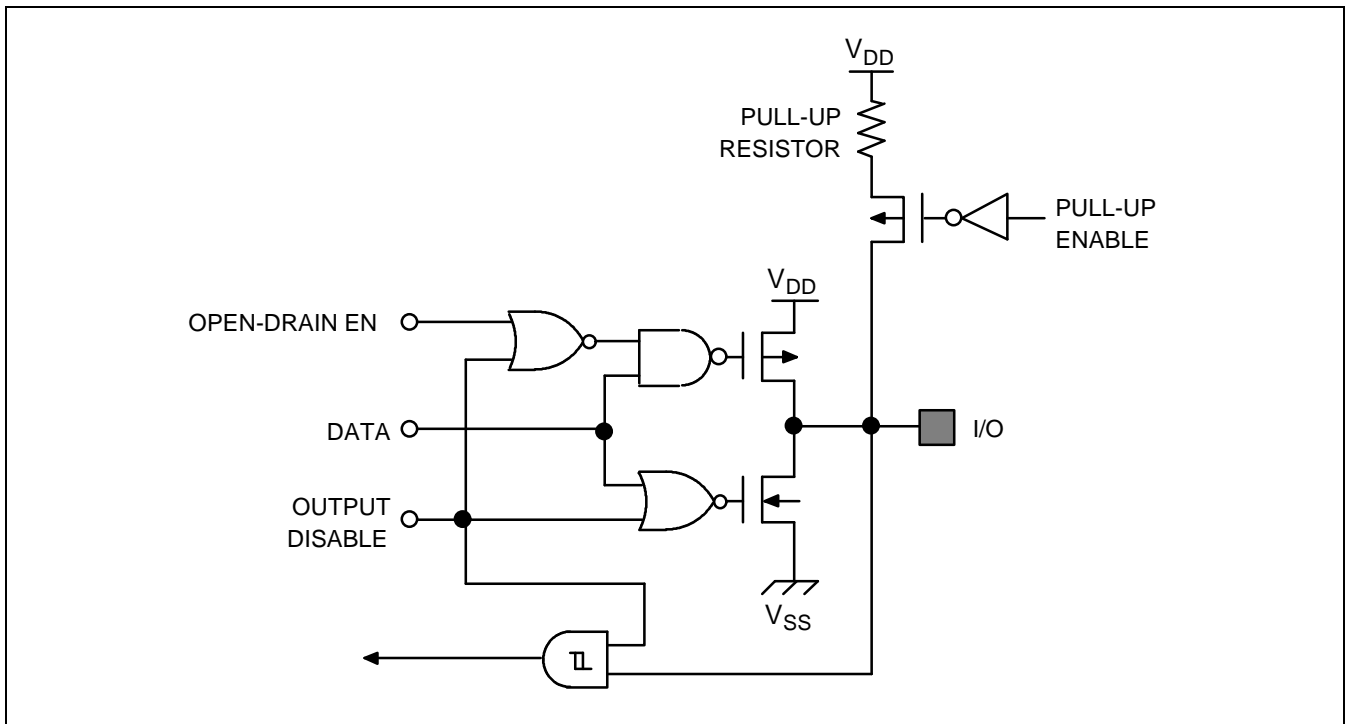 VDD
PULL-UP
RESISTOR
PULL-UP
ENABLE
VDD
OPEN-DRAIN EN
DATA
I/O
OUTPUT
DISABLE
VSS